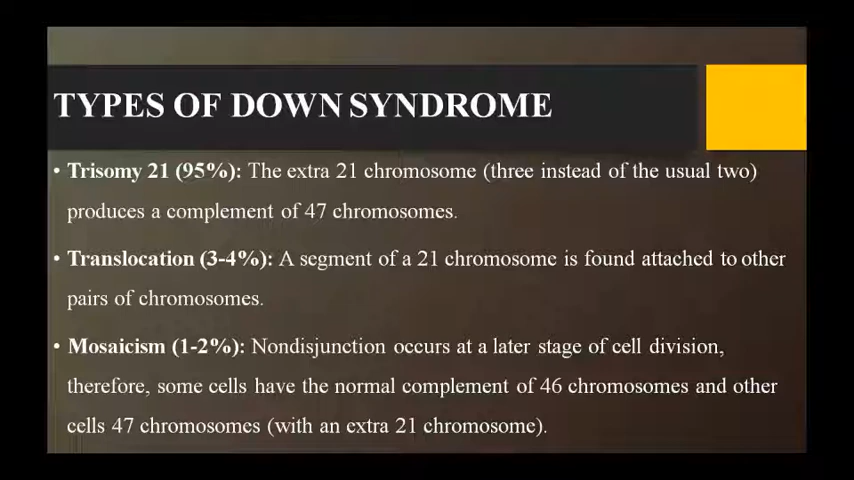 TYPES OF DOWN SYNDROME
• Trisomy 21 (95%): The extra 21 chromosome (three instead of the usual two)
produces a complement of 47 chromosomes.
• Translocation (3-4%): A segment of a 21 chromosome is found attached to other
pairs of chromosomes.
• Mosaicism (1-2%): Nondisjunction occurs at a later stage of cell division,
therefore, some cells have the normal complement of 46 chromosomes and other
cells 47 chromosomes (with an extra 21 chromosome).